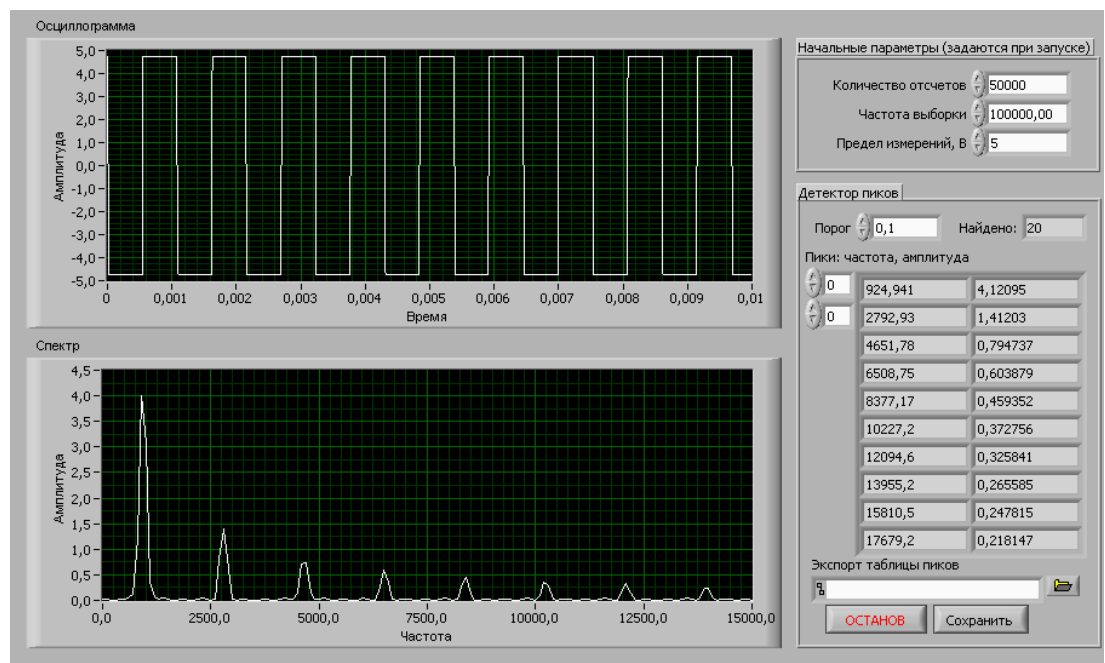 Осциллограмма
5,0
4,0
3,0
2,0
1,0
0,0
-1,0
-2,0
-3,0
-4,0
-5,0
Амплитуда
0 0,001 0,002 0,003 0,004 0,005 0,006 0,007 0,008 0,009 0,01
Время
Спектр
4,5
4,0
3,5
3,0
2,5
2,0
1,5
1,0
0,5
0,0
Амплитуда
0,0 2500,0 5000,0 7500,0 10000,0 12500,0 15000,0
Частота
Начальные параметры (задаются при запуске)
Количество отсчетов 50000
Частота выборки 100000,00
Предел измерений, В 5
Детектор пиков
Порог 0,1 Найдено: 20
Пики: частота, амплитуда
0 924,941 4,12095
0 2792,93 1,41203
4651,78 0,794737
6508,75 0,603879
8377,17 0,459352
10227,2 0,372756
12094,6 0,325841
13955,2 0,265585
15810,5 0,247815
17679,2 0,218147
Экспорт таблицы пиков
ОСТАНОВ Сохранить